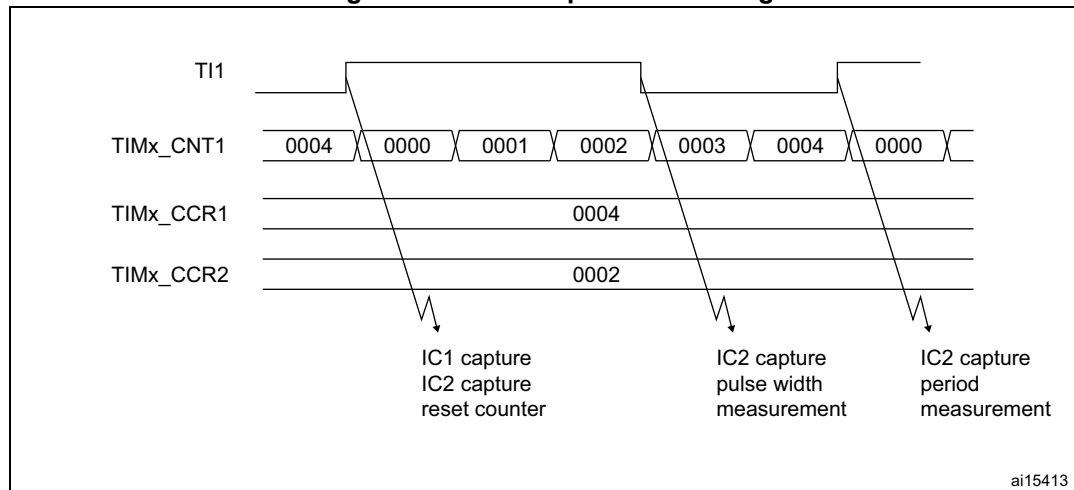 TI1
TIMx_CNT1 0004 0000 0001 0002 0003 0004 0000
TIMx_CCR1 0004
TIMx_CCR2 0002
IC1 capture
IC2 capture
reset counter
IC2 capture
pulse width
measurement
IC2 capture
period
measurement
ai15413